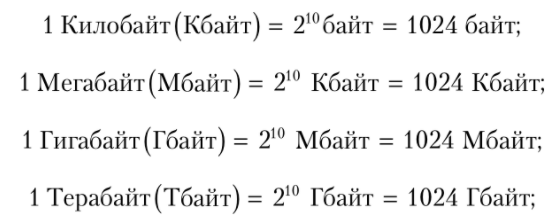 1 Килобайт(Кбайт) = 2¹⁰ байт = 1024 байт;
1 Мегабайт(Мбайт) = 2¹⁰ Кбайт = 1024 Кбайт;
1 Гигабайт(Гбайт) = 2¹⁰ Мбайт = 1024 Мбайт;
1 Терабайт(Тбайт) = 2¹⁰ Гбайт = 1024 Гбайт;